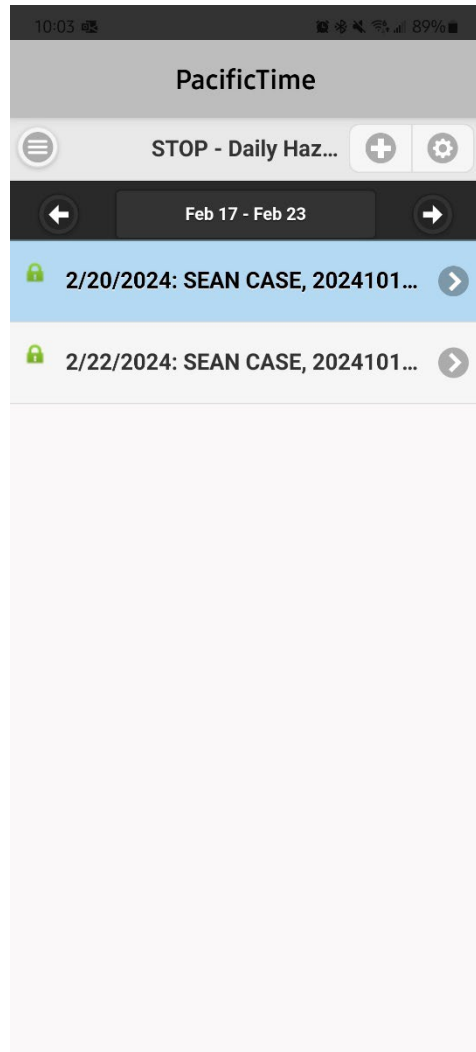 10:03 89%
PacificTime
STOP - Daily Haz...
Feb 17 - Feb 23
2/20/2024: SEAN CASE, 2024101...
2/22/2024: SEAN CASE, 2024101...